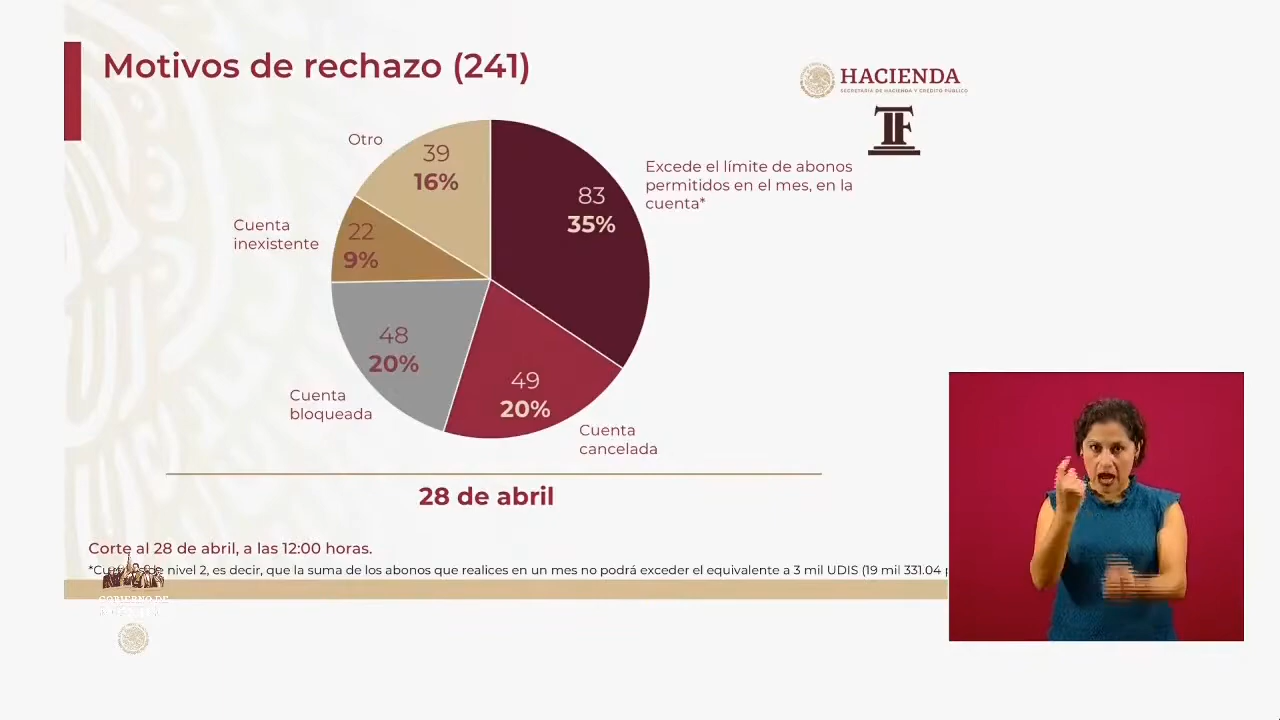 Motivos de rechazo (241)
HACIENDA
SECRETARÍA DE HACIENDA Y CRÉDITO PÚBLICO
TF
Otro
39
16%
83
35%
Excede el límite de abonos
permitidos en el mes, en la
cuenta*
Cuenta
inexistente
22
9%
48
20%
Cuenta
bloqueada
49
20%
Cuenta
cancelada
28 de abril
Corte al 28 de abril, a las 12:00 horas.
nivel 2, es decir, que la suma de los abonos que realices en un mes no podrá exceder el equivalente a 3 mil UDIS (19 mil 331.04
GOBIERNO DE